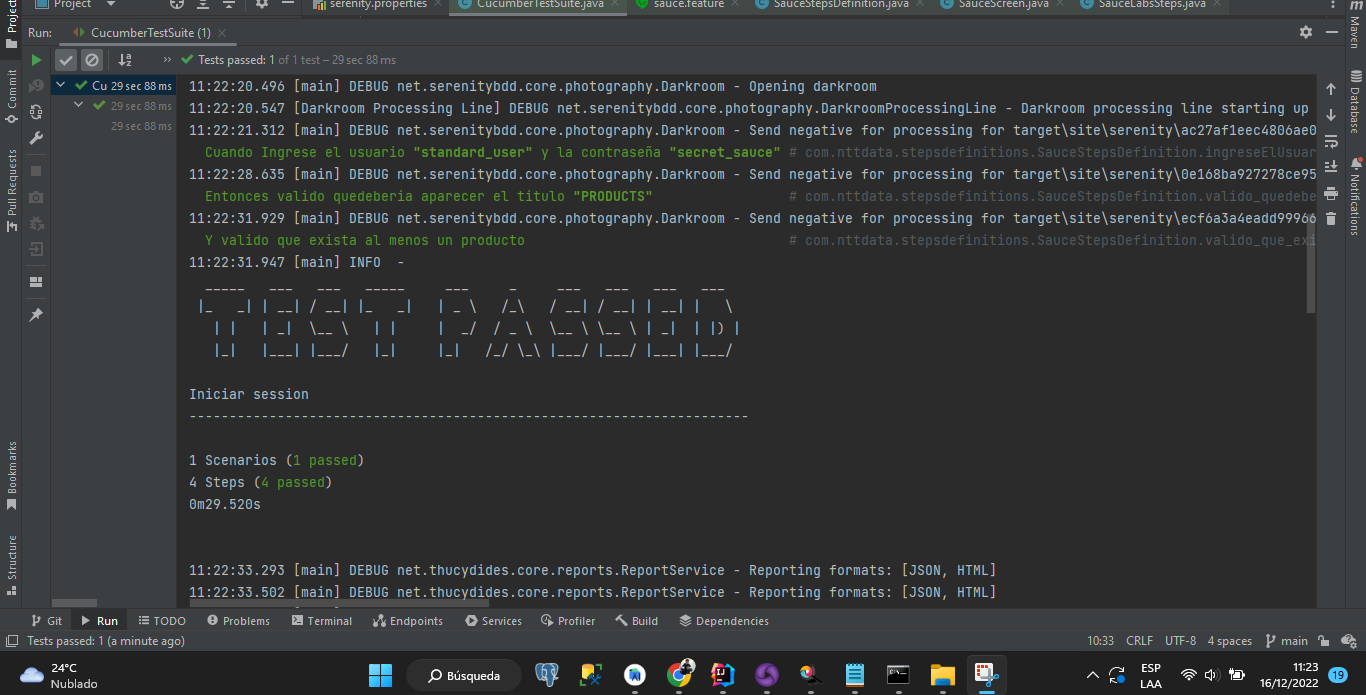 Project
serenity.properties
CucumberTestSuite.java
sauce.feature
SauceStepsDefinition.java
SauceScreen.java
SauceLabsSteps.java
Run: CucumberTestSuite (1)
Tests passed: 1 of 1 test – 29 sec 88 ms
Cu 29 sec 88 ms
29 sec 88 ms
29 sec 88 ms
11:22:20.496 [main] DEBUG net.serenitybdd.core.photography.Darkroom - Opening darkroom
11:22:20.547 [Darkroom Processing Line] DEBUG net.serenitybdd.core.photography.DarkroomProcessingLine - Darkroom processing line starting up
11:22:21.312 [main] DEBUG net.serenitybdd.core.photography.Darkroom - Send negative for processing for target\site\serenity\ac27af1eec4806ae0
Cuando Ingrese el usuario "standard_user" y la contraseña "secret_sauce" # com.nttdata.stepsdefinitions.SauceStepsDefinition.ingreseElUsuar
11:22:28.635 [main] DEBUG net.serenitybdd.core.photography.Darkroom - Send negative for processing for target\site\serenity\0e168ba927278ce95
Entonces valido quedeberia aparecer el titulo "PRODUCTS" # com.nttdata.stepsdefinitions.SauceStepsDefinition.valido_quedebe
11:22:31.929 [main] DEBUG net.serenitybdd.core.photography.Darkroom - Send negative for processing for target\site\serenity\ecf6a3a4eadd99966
Y valido que exista al menos un producto # com.nttdata.stepsdefinitions.SauceStepsDefinition.valido_que_exi
11:22:31.947 [main] INFO -
TEST PASSED
Iniciar session
----------------------------------------------------------------------
1 Scenarios (1 passed)
4 Steps (4 passed)
0m29.520s
11:22:33.293 [main] DEBUG net.thucydides.core.reports.ReportService - Reporting formats: [JSON, HTML]
11:22:33.502 [main] DEBUG net.thucydides.core.reports.ReportService - Reporting formats: [JSON, HTML]
Project
Commit
Pull Requests
Bookmarks
Structure
Maven
Database
Notifications
Git
Run
TODO
Problems
Terminal
Endpoints
Services
Profiler
Build
Dependencies
Tests passed: 1 (a minute ago)
10:33 CRLF UTF-8 4 spaces main
24°C
Nublado
Búsqueda
ESP
LAA
11:23
16/12/2022
19